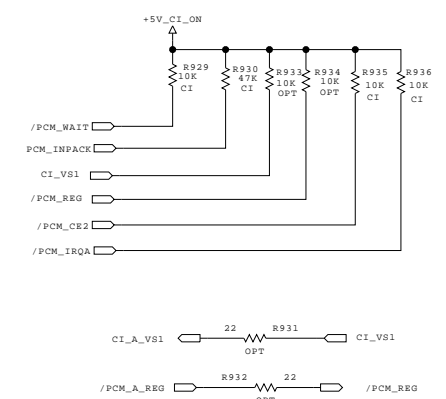 +5V_CI_ON
R929 R930 R933 R934 R935 R936
10K 47K 10K 10K 10K 10K
CI CI OPT OPT CI CI
/PCM_WAIT
PCM_INPACK
CI_VS1
/PCM_REG
/PCM_CE2
/PCM_IRQA
22 R931
CI_A_VS1 CI_VS1
OPT
R932 22
/PCM_A_REG /PCM_REG
OPT